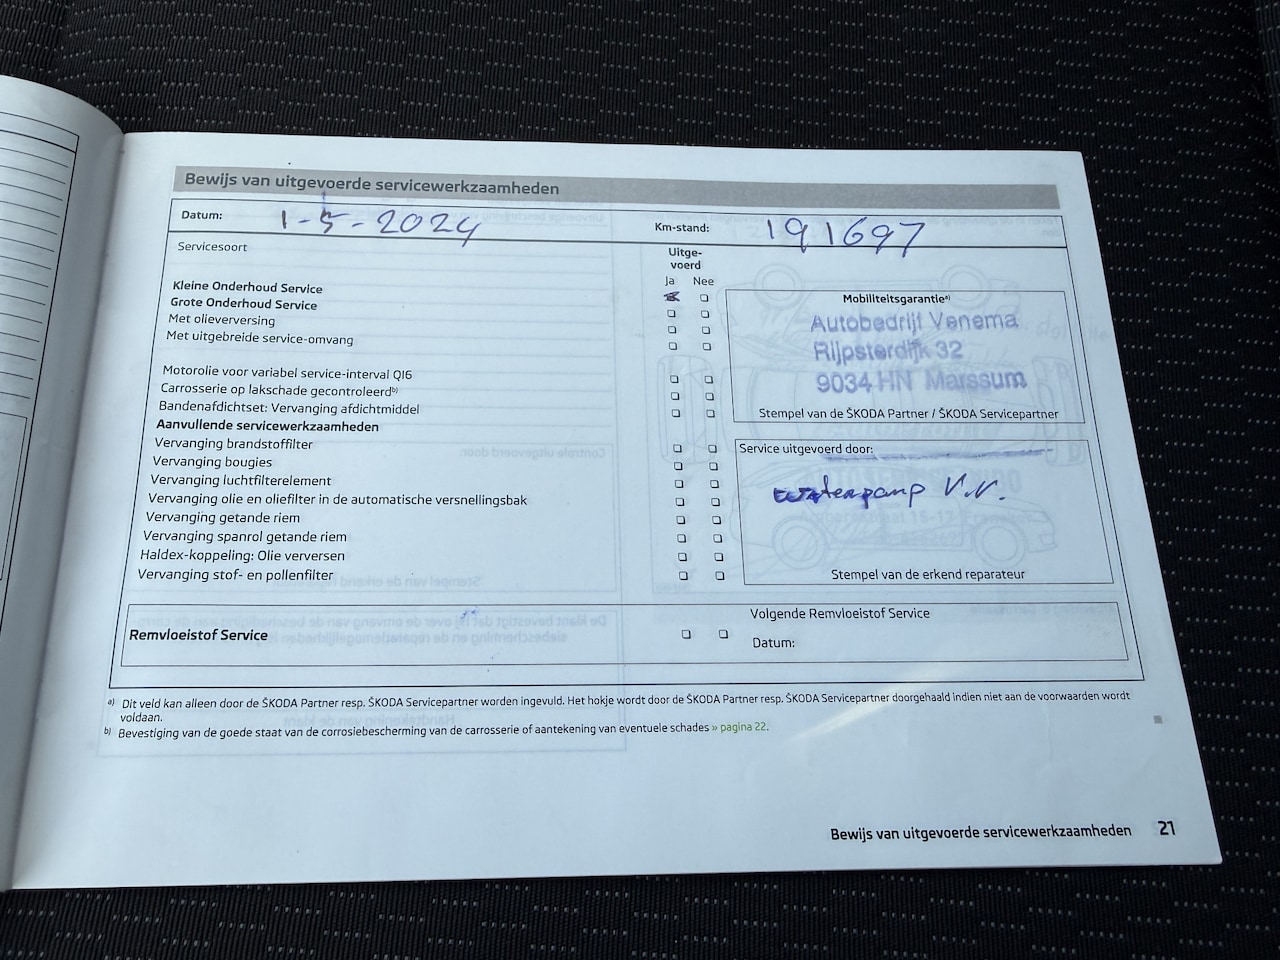 Bewijs van uitgevoerde servicewerkzaamheden
Datum: 1-5-2024 Km-stand: 191697
Servicesoort
Uitge-
voerd
Ja Nee
Kleine Onderhoud Service
Grote Onderhoud Service
Met olieverversing
Met uitgebreide service-omvang
Motorolie voor variabel service-interval QI6
Carrosserie op lakschade gecontroleerd b)
Bandenafdichtset: Vervanging afdichtmiddel
Aanvullende servicewerkzaamheden
Vervanging brandstoffilter
Vervanging bougies
Vervanging luchtfilterelement
Vervanging olie en oliefilter in de automatische versnellingsbak
Vervanging getande riem
Vervanging spanrol getande riem
Haldex-koppeling: Olie verversen
Vervanging stof- en pollenfilter
Mobiliteitsgarantie a)
Autobedrijf Venema
Rijpsterdijk 32
9034 HN Marssum
Stempel van de ŠKODA Partner / ŠKODA Servicepartner
Service uitgevoerd door:
waterpomp V.V.
Stempel van de erkend reparateur
Remvloeistof Service
Volgende Remvloeistof Service
Datum:
a) Dit veld kan alleen door de ŠKODA Partner resp. ŠKODA Servicepartner worden ingevuld. Het hokje wordt door de ŠKODA Partner resp. ŠKODA Servicepartner doorgehaald indien niet aan de voorwaarden wordt
voldaan.
b) Bevestiging van de goede staat van de corrosiebescherming van de carrosserie of aantekening van eventuele schades » pagina 22.
Bewijs van uitgevoerde servicewerkzaamheden 21